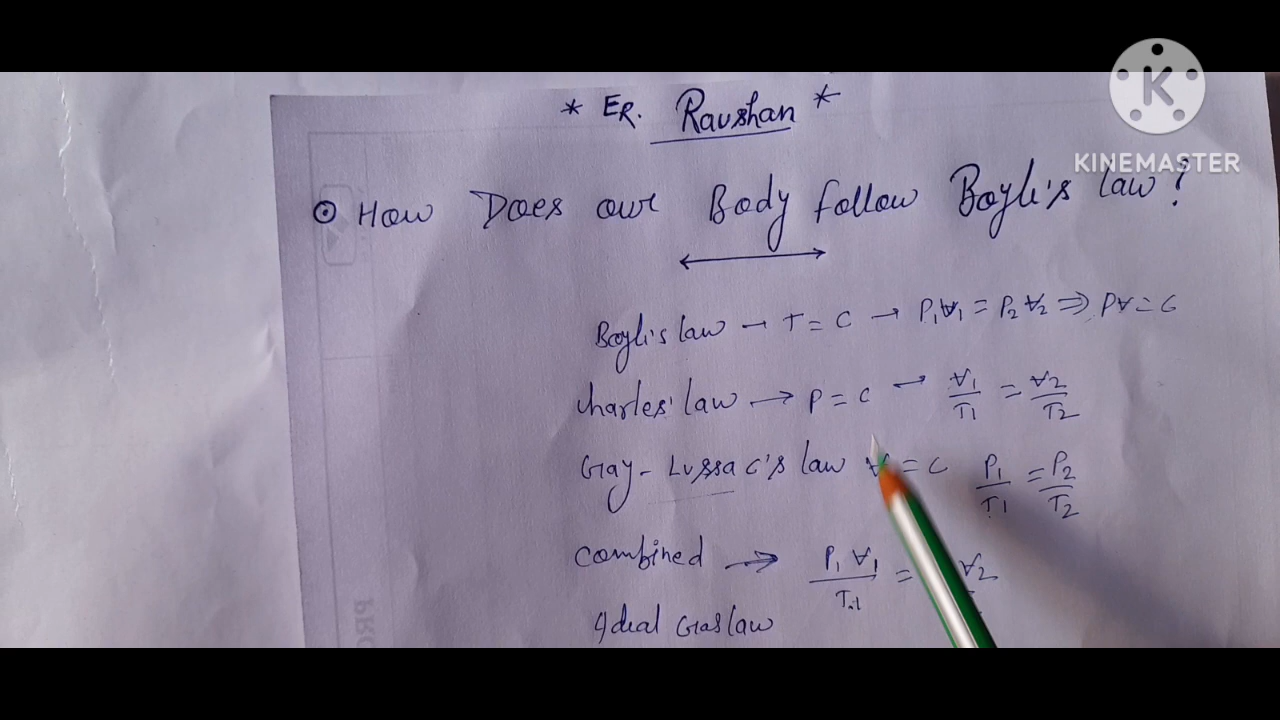 * ER. Raushan *
K
KINEMASTER
⊙ How Does our Body follow Boyle's law?
Boyle's law → T = C → P₁V₁ = P₂V₂ ⇒ PV = C
Charles' law → P = C → V₁/T₁ = V₂/T₂
Gay-Lussac's law V = C P₁/T₁ = P₂/T₂
Combined → P₁V₁/T₁ = V₂
Ideal Gas law